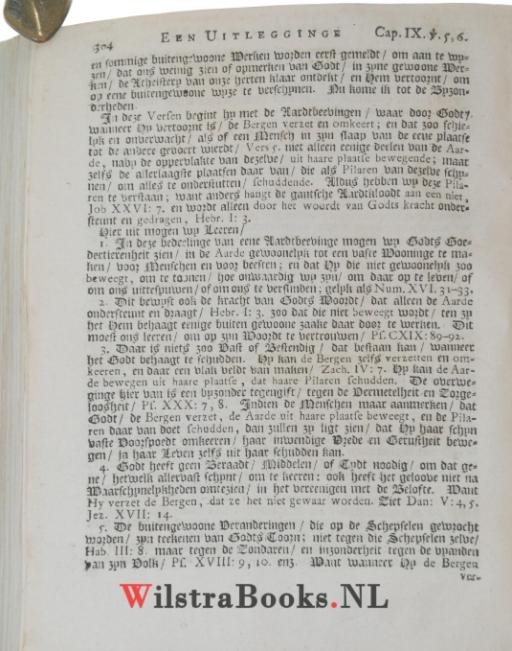 304 EEN UITLEGGINGE Cap. IX. ℣. 5, 6.
en sommige buitengewoone Werken worden eerst gemeldt / om aan te wy-
zen / dat ons weinig zien of opmerken van Godt / in zyne gewoone Wer-
ken / de Atheistery van onze herten klaar ontdekt / en Hem vertoornt / om
op eene buitengewoone wyze te verschynen. Nu kome ik tot de Byzon-
derheden.
In deze Versen begint hy met de Aardtbeevingen / waar door Godt /
wanneer Hy vertoornt is / de Bergen verzet en omkeert; en dat zoo schie-
lyk en onverwacht / als of een Mensch in zyn slaap van de eene plaatse
tot de andere gevoert wierdt / Vers 5. niet alleen eenige deelen van de Aar-
de, naby de oppervlakte van dezelve / uit haare plaatse bewegende; maar
zelfs de allerlaagste plaatsen daar van / die als Pilaren van dezelve schy-
nen / om alles te onderstutten / schuddende. Aldus hebben wy deze Pila-
ren te verstaan; want anders hangt de gantsche Aardtkloodt aan een niet,
Job XXVI: 7. en wordt alleen door het woordt van Godts kracht onder-
steunt en gedragen, Hebr. I: 3.
Hier uit mogen wy Leeren /
1. In deze bedeelinge van eene Aardtbeevinge mogen wy Godts Goe-
dertierenheit zien / in de Aarde gewoonlyk tot een vaste Wooninge te ma-
ken / voor Menschen en voor beesten; en dat Hy die niet gewoonelyk zoo
beweegt, om te toonen / hoe onwaardig wy zyn / om daar op te leven / of
om ons uittespuwen / of om ons te verslinden; gelyk als Num. XVI. 31-33.
2. Dit bewyst ook de kracht van Godts Woordt / dat alleen de Aarde
ondersteunt en draagt / Hebr. I: 3. zoo dat die niet beweegt wordt / ten zy
het Hem behaagt eenige buiten gewoone zaake daar door te werken. Dit
moest ons leeren / om op zyn Woordt te vertrouwen / Pf. CXIX: 89-92.
3. Daar is niets zoo Vast of Bestendig / dat bestaan kan / wanneer
het Godt behaagt te schudden. Hy kan de Bergen zelfs verzetten en om-
keeren, en daar een vlak veldt van maken / Zach. IV: 7. Hy kan de Aar-
de bewegen uit haare plaatse, dat haare Pilaren schudden. De overwe-
ginge hier van is een byzonder tegengift / tegen de Vermetelheit en Zorge-
loosheit / Pf. XXX: 7, 8. Indien de Menschen maar aanmerkten / dat
Godt / de Bergen verzet, de Aarde uit haare plaatse beweegt, en de Pila-
ren daar van doet schudden, dan zullen zy ligt zien / dat Hy haar schyn
vaste Voorspoedt omkeeren / haar inwendige Vrede en Gerustheit bewe-
gen / ja haar Leven zelfs uit haar schudden kan.
4. Godt heeft geen Beraadt / Middelen / of Tydt noodig / om dat ge-
ne / hetwelk allervast schynt / om te keeren: ook heeft het geloove niet na
Waarschynelykheden omtezien / in het vereenigen met de Belofte. Want
Hy verzet de Bergen, dat ze het niet gewaar worden. Ziet Dan: V: 4, 5.
Jez. XVII: 14.
5. De buitengewoone Veranderingen / die op de Schepselen gewrocht
worden / zyn teekenen van Godts Toorn; niet tegen die Schepselen zelve /
Hab. III: 8. maar tegen de Zondaren / en inzonderheit tegen de vyanden
van zyn Volk / Pf. XVIII: 9, 10. enz. Want wanneer Hy de Bergen
ver-
WilstraBooks.NL